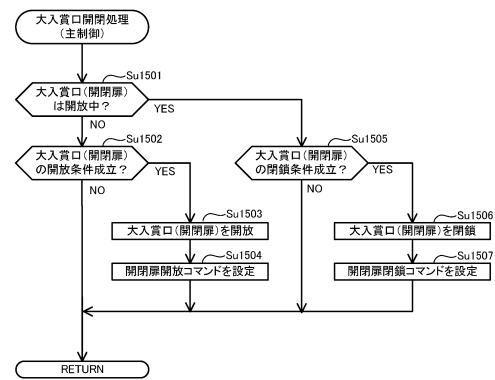 大入賞口開閉処理
（主制御）
Su1501
大入賞口（開閉扉）
は開放中？
YES
NO
Su1502
大入賞口（開閉扉）
の開放条件成立？
YES
NO
Su1505
大入賞口（開閉扉）
の閉鎖条件成立？
YES
NO
Su1503
大入賞口（開閉扉）を開放
Su1504
開閉扉開放コマンドを設定
Su1506
大入賞口（開閉扉）を閉鎖
Su1507
開閉扉閉鎖コマンドを設定
RETURN